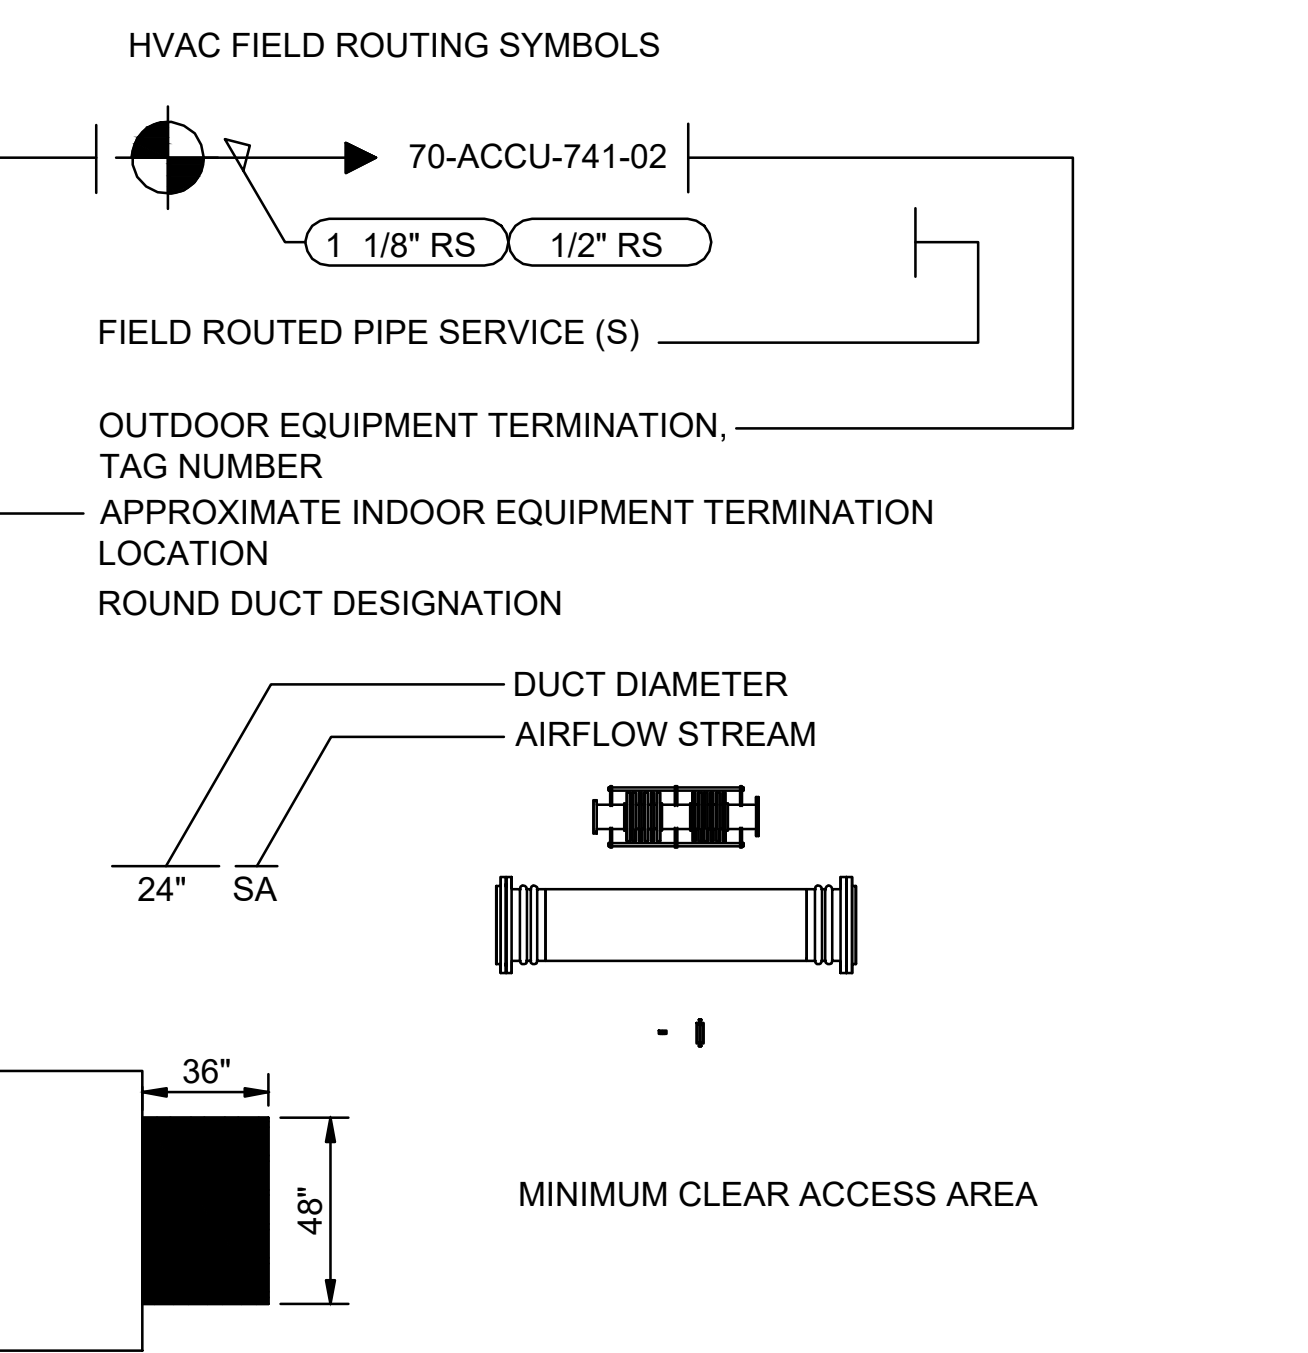 HVAC FIELD ROUTING SYMBOLS
70-ACCU-741-02
1 1/8" RS 1/2" RS
FIELD ROUTED PIPE SERVICE (S)
OUTDOOR EQUIPMENT TERMINATION,
TAG NUMBER
APPROXIMATE INDOOR EQUIPMENT TERMINATION
LOCATION
ROUND DUCT DESIGNATION
DUCT DIAMETER
AIRFLOW STREAM
24" SA
36"
48"
MINIMUM CLEAR ACCESS AREA